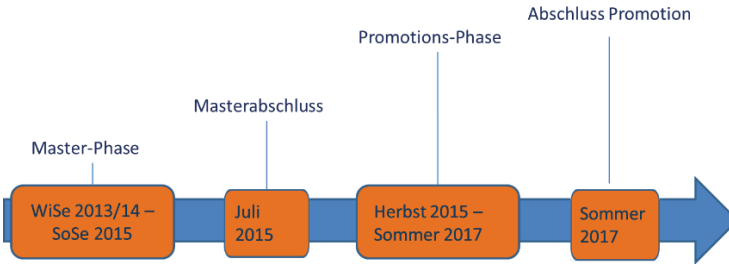 Abschluss Promotion
Promotions-Phase
Masterabschluss
Master-Phase
WiSe 2013/14 –
SoSe 2015
Juli
2015
Herbst 2015 –
Sommer 2017
Sommer
2017